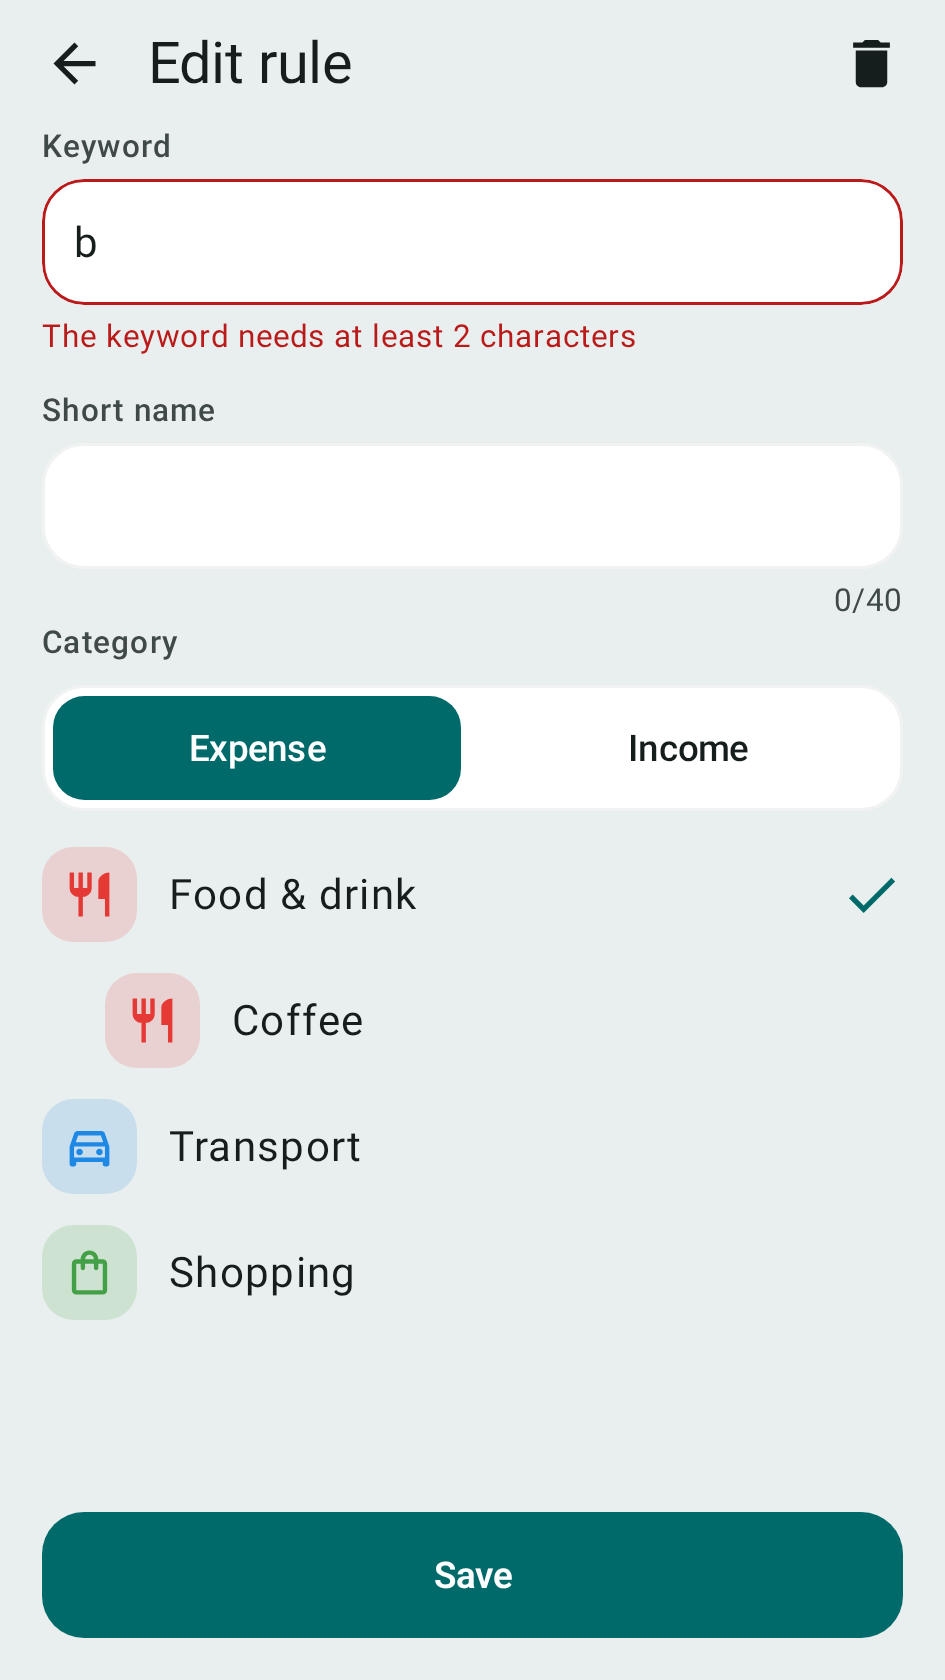 Edit rule
Keyword
b
The keyword needs at least 2 characters
Short name
0/40
Category
Expense
Income
Food & drink
Coffee
Transport
Shopping
Save